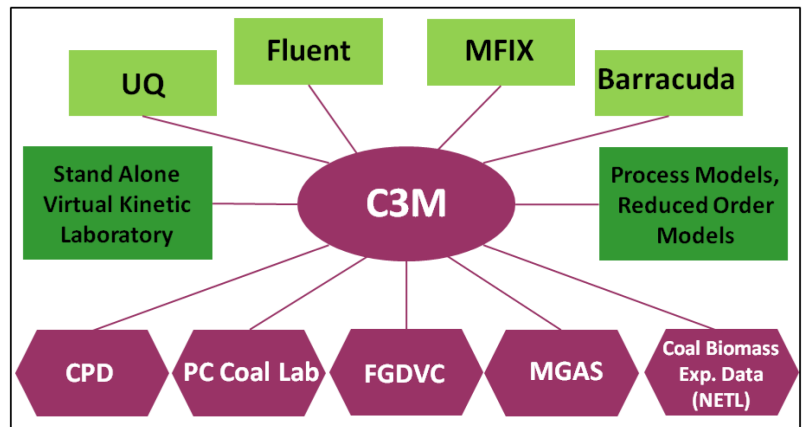 Fluent
MFIX
UQ
Barracuda
Stand Alone
Virtual Kinetic
Laboratory
C3M
Process Models,
Reduced Order
Models
CPD
PC Coal Lab
FGDVC
MGAS
Coal Biomass
Exp. Data
(NETL)